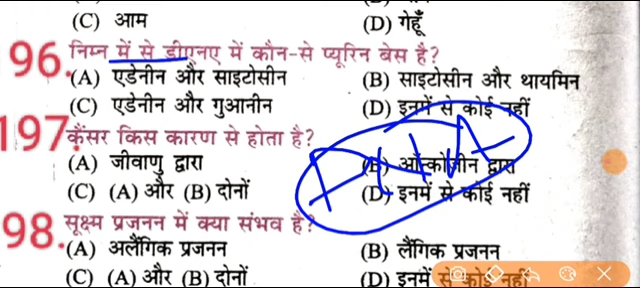 (C) आम (D) गेहूँ
96. निम्न में से डीएनए में कौन-से प्यूरिन बेस है?
(A) एडेनीन और साइटोसीन (B) साइटोसीन और थायमिन
(C) एडेनीन और गुआनीन (D) इनमें से कोई नहीं
197. कैंसर किस कारण से होता है?
(A) जीवाणु द्वारा (B) ओन्कोजीन द्वारा
(C) (A) और (B) दोनों (D) इनमें से कोई नहीं
98. सूक्ष्म प्रजनन में क्या संभव है?
(A) अलैंगिक प्रजनन (B) लैंगिक प्रजनन
(C) (A) और (B) दोनों (D) इनमें से कोई नहीं